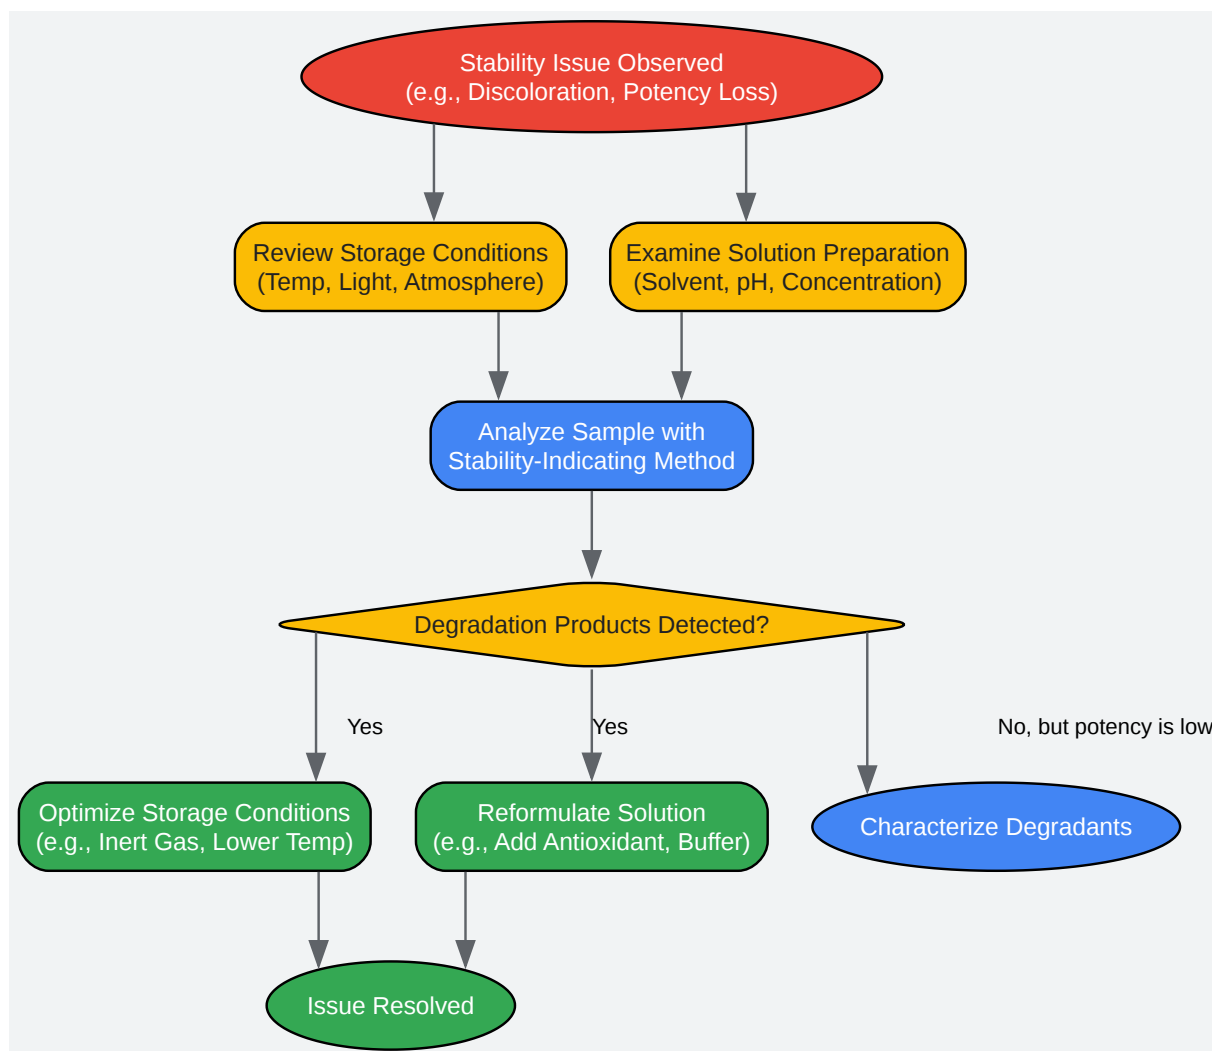 Stability Issue Observed
(e.g., Discoloration, Potency Loss)
Review Storage Conditions
(Temp, Light, Atmosphere)
Examine Solution Preparation
(Solvent, pH, Concentration)
Analyze Sample with
Stability-Indicating Method
Degradation Products Detected?
Yes
Yes
No, but potency is low
Optimize Storage Conditions
(e.g., Inert Gas, Lower Temp)
Reformulate Solution
(e.g., Add Antioxidant, Buffer)
Characterize Degradants
Issue Resolved